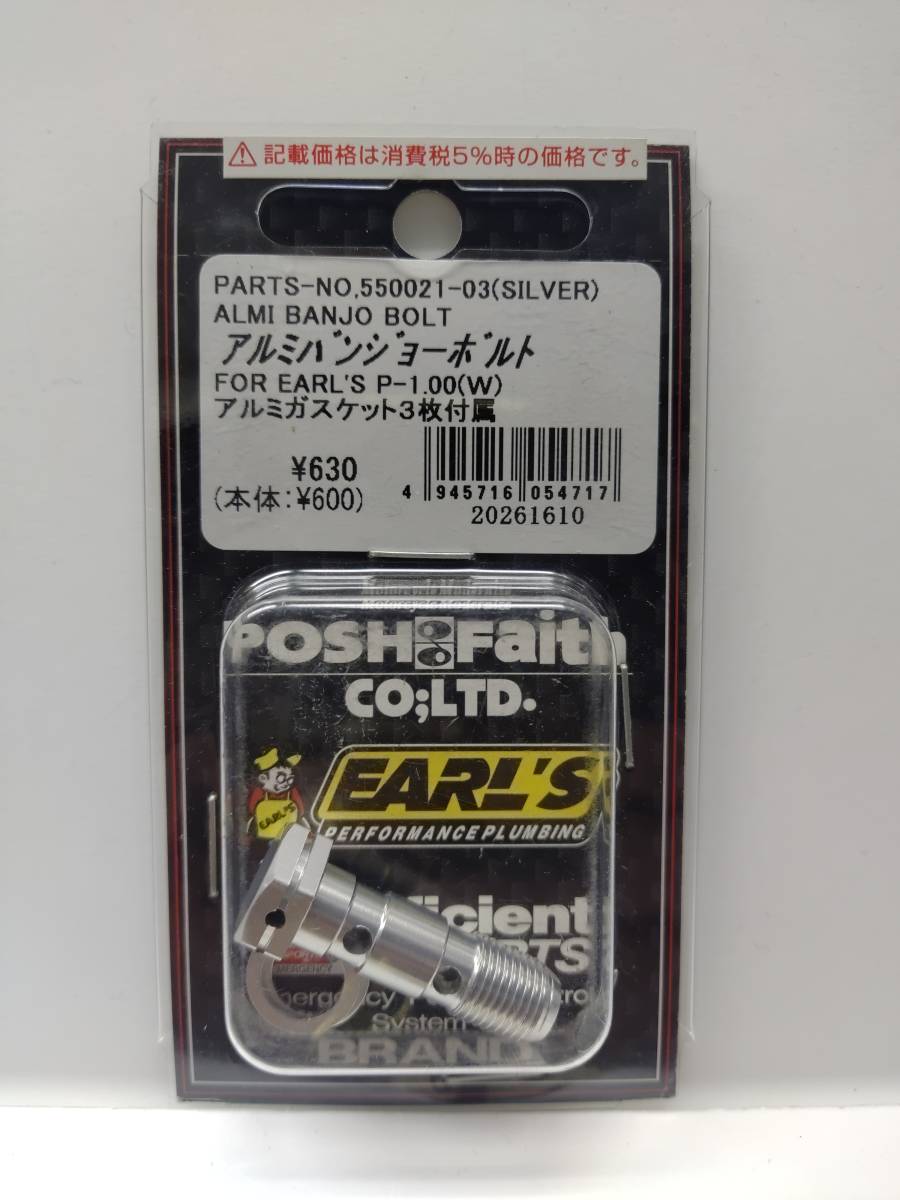 ⚠記載価格は消費税5%時の価格です。
PARTS-NO,550021-03(SILVER)
ALMI BANJO BOLT
アルミバンジョーボルト
FOR EARL'S P-1.00(W)
アルミガスケット3枚付属
¥630
(本体:¥600)
4 945716 054717
20261610
POSH Faith
CO;LTD.
EARL'S
PERFORMANCE PLUMBING
EARL'S
EMERGENCY
System
BRAND